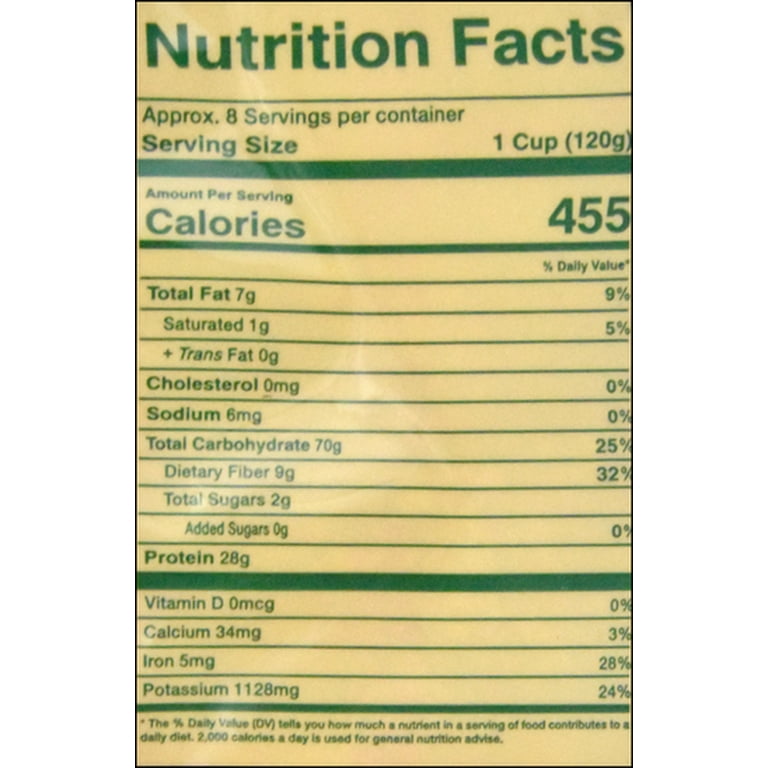 Nutrition Facts
Approx. 8 Servings per container
Serving Size 1 Cup (120g)
Amount Per Serving
Calories 455
% Daily Value*
Total Fat 7g 9%
Saturated 1g 5%
+ Trans Fat 0g
Cholesterol 0mg 0%
Sodium 6mg 0%
Total Carbohydrate 70g 25%
Dietary Fiber 9g 32%
Total Sugars 2g
Added Sugars 0g 0%
Protein 28g
Vitamin D 0mcg 0%
Calcium 34mg 3%
Iron 5mg 28%
Potassium 1128mg 24%
* The % Daily Value (DV) tells you how much a nutrient in a serving of food contributes to a
daily diet. 2,000 calories a day is used for general nutrition advise.